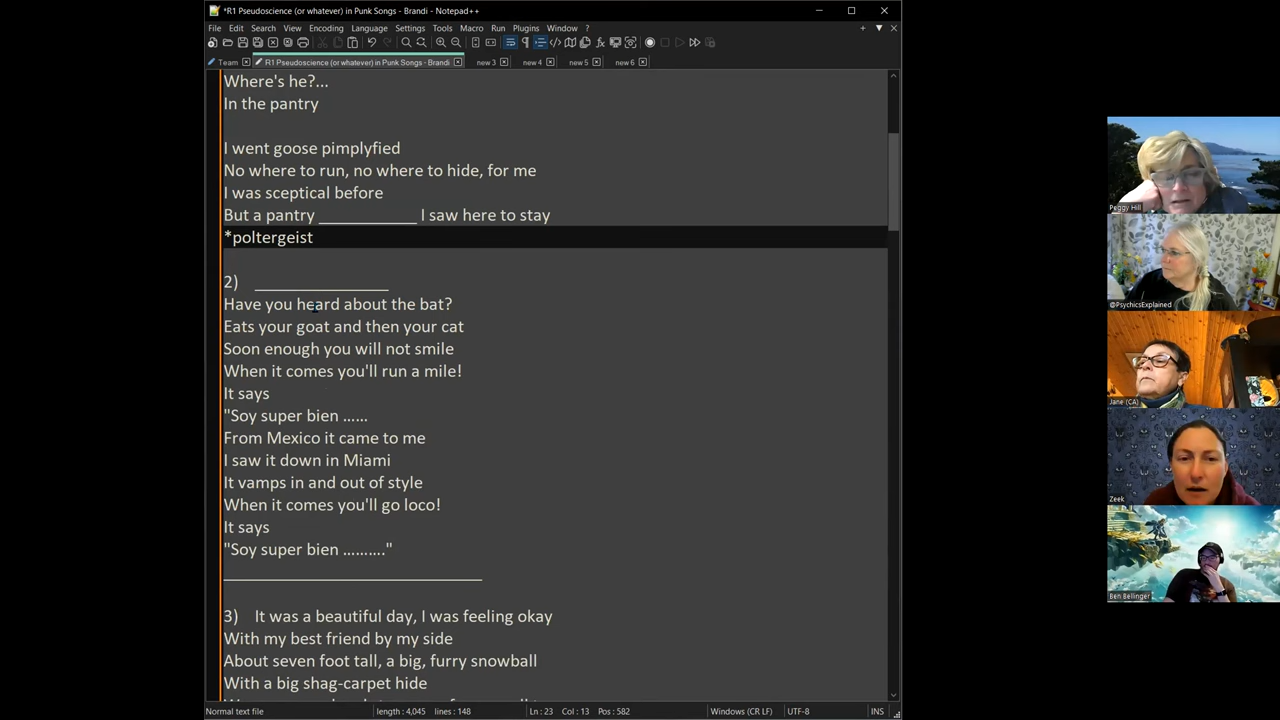 *R1 Pseudoscience (or whatever) in Punk Songs - Brandi - Notepad++
File Edit Search View Encoding Language Settings Tools Macro Run Plugins Window ?
Team R1 Pseudoscience (or whatever) in Punk Songs - Brandi new 3 new 4 new 5 new 6
Where's he?...
In the pantry
I went goose pimplyfied
No where to run, no where to hide, for me
I was sceptical before
But a pantry ____________ I saw here to stay
*poltergeist
2) ________________
Have you heard about the bat?
Eats your goat and then your cat
Soon enough you will not smile
When it comes you'll run a mile!
It says
"Soy super bien ......
From Mexico it came to me
I saw it down in Miami
It vamps in and out of style
When it comes you'll go loco!
It says
"Soy super bien .........."
________________________________
3) It was a beautiful day, I was feeling okay
With my best friend by my side
About seven foot tall, a big, furry snowball
With a big shag-carpet hide
Normal text file length : 4,045 lines : 148 Ln : 23 Col : 13 Pos : 582 Windows (CR LF) UTF-8 INS
Peggy Hill
@PsychicsExplained
Jane (CA)
Zeek
Ben Bellinger